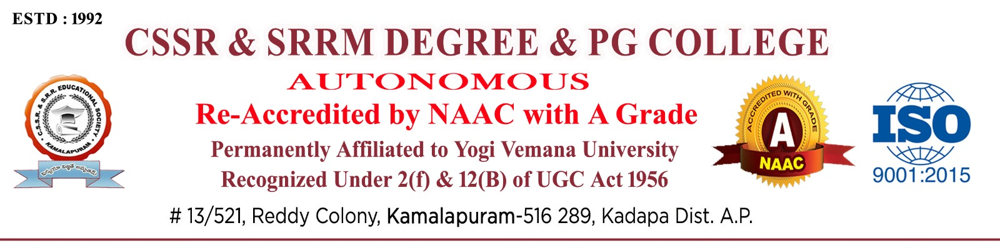 ESTD : 1992
CSSR & SRRM DEGREE & PG COLLEGE
AUTONOMOUS
Re-Accredited by NAAC with A Grade
Permanently Affiliated to Yogi Vemana University
Recognized Under 2(f) & 12(B) of UGC Act 1956
# 13/521, Reddy Colony, Kamalapuram-516 289, Kadapa Dist. A.P.
C.S.S.R. & S.R.R. EDUCATIONAL SOCIETY
KAMALAPURAM
ACCREDITED WITH GRADE
A
NAAC
ISO
9001:2015